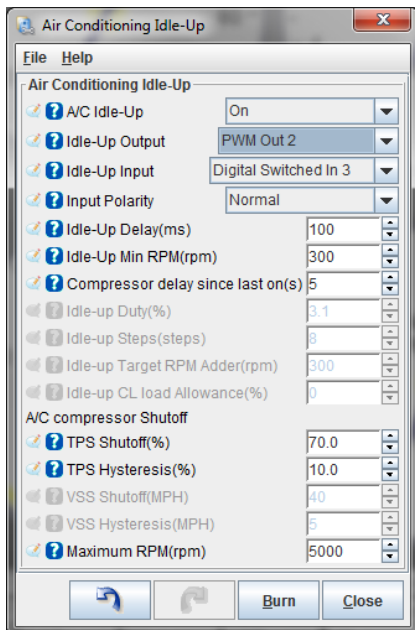 Air Conditioning Idle-Up
File Help
Air Conditioning Idle-Up
A/C Idle-Up On
Idle-Up Output PWM Out 2
Idle-Up Input Digital Switched In 3
Input Polarity Normal
Idle-Up Delay(ms) 100
Idle-Up Min RPM(rpm) 300
Compressor delay since last on(s) 5
Idle-up Duty(%) 3.1
Idle-up Steps(steps) 8
Idle-up Target RPM Adder(rpm) 300
Idle-up CL load Allowance(%) 0
A/C compressor Shutoff
TPS Shutoff(%) 70.0
TPS Hysteresis(%) 10.0
VSS Shutoff(MPH) 40
VSS Hysteresis(MPH) 5
Maximum RPM(rpm) 5000
Burn Close